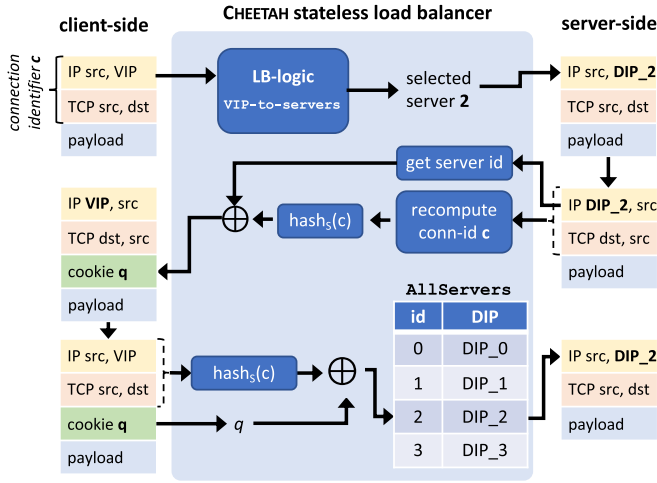 client-side
CHEETAH stateless load balancer
server-side
connection
identifier c
IP src, VIP
TCP src, dst
payload
LB-logic
VIP-to-servers
selected
server 2
IP src, DIP_2
TCP src, dst
payload
get server id
IP VIP, src
TCP dst, src
cookie q
payload
hashS(c)
recompute
conn-id c
IP DIP_2, src
TCP dst, src
payload
AllServers
id DIP
0 DIP_0
1 DIP_1
2 DIP_2
3 DIP_3
IP src, VIP
TCP src, dst
cookie q
payload
hashS(c)
q
IP src, DIP_2
TCP src, dst
payload